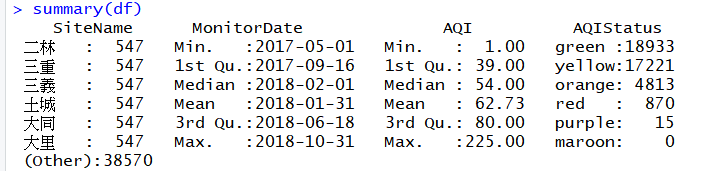 > summary(df)
SiteName MonitorDate AQI AQIStatus
二林 : 547 Min. :2017-05-01 Min. : 1.00 green :18933
三重 : 547 1st Qu.:2017-09-16 1st Qu.: 39.00 yellow:17221
三義 : 547 Median :2018-02-01 Median : 54.00 orange: 4813
土城 : 547 Mean :2018-01-31 Mean : 62.73 red : 870
大同 : 547 3rd Qu.:2018-06-18 3rd Qu.: 80.00 purple: 15
大里 : 547 Max. :2018-10-31 Max. :225.00 maroon: 0
(Other):38570